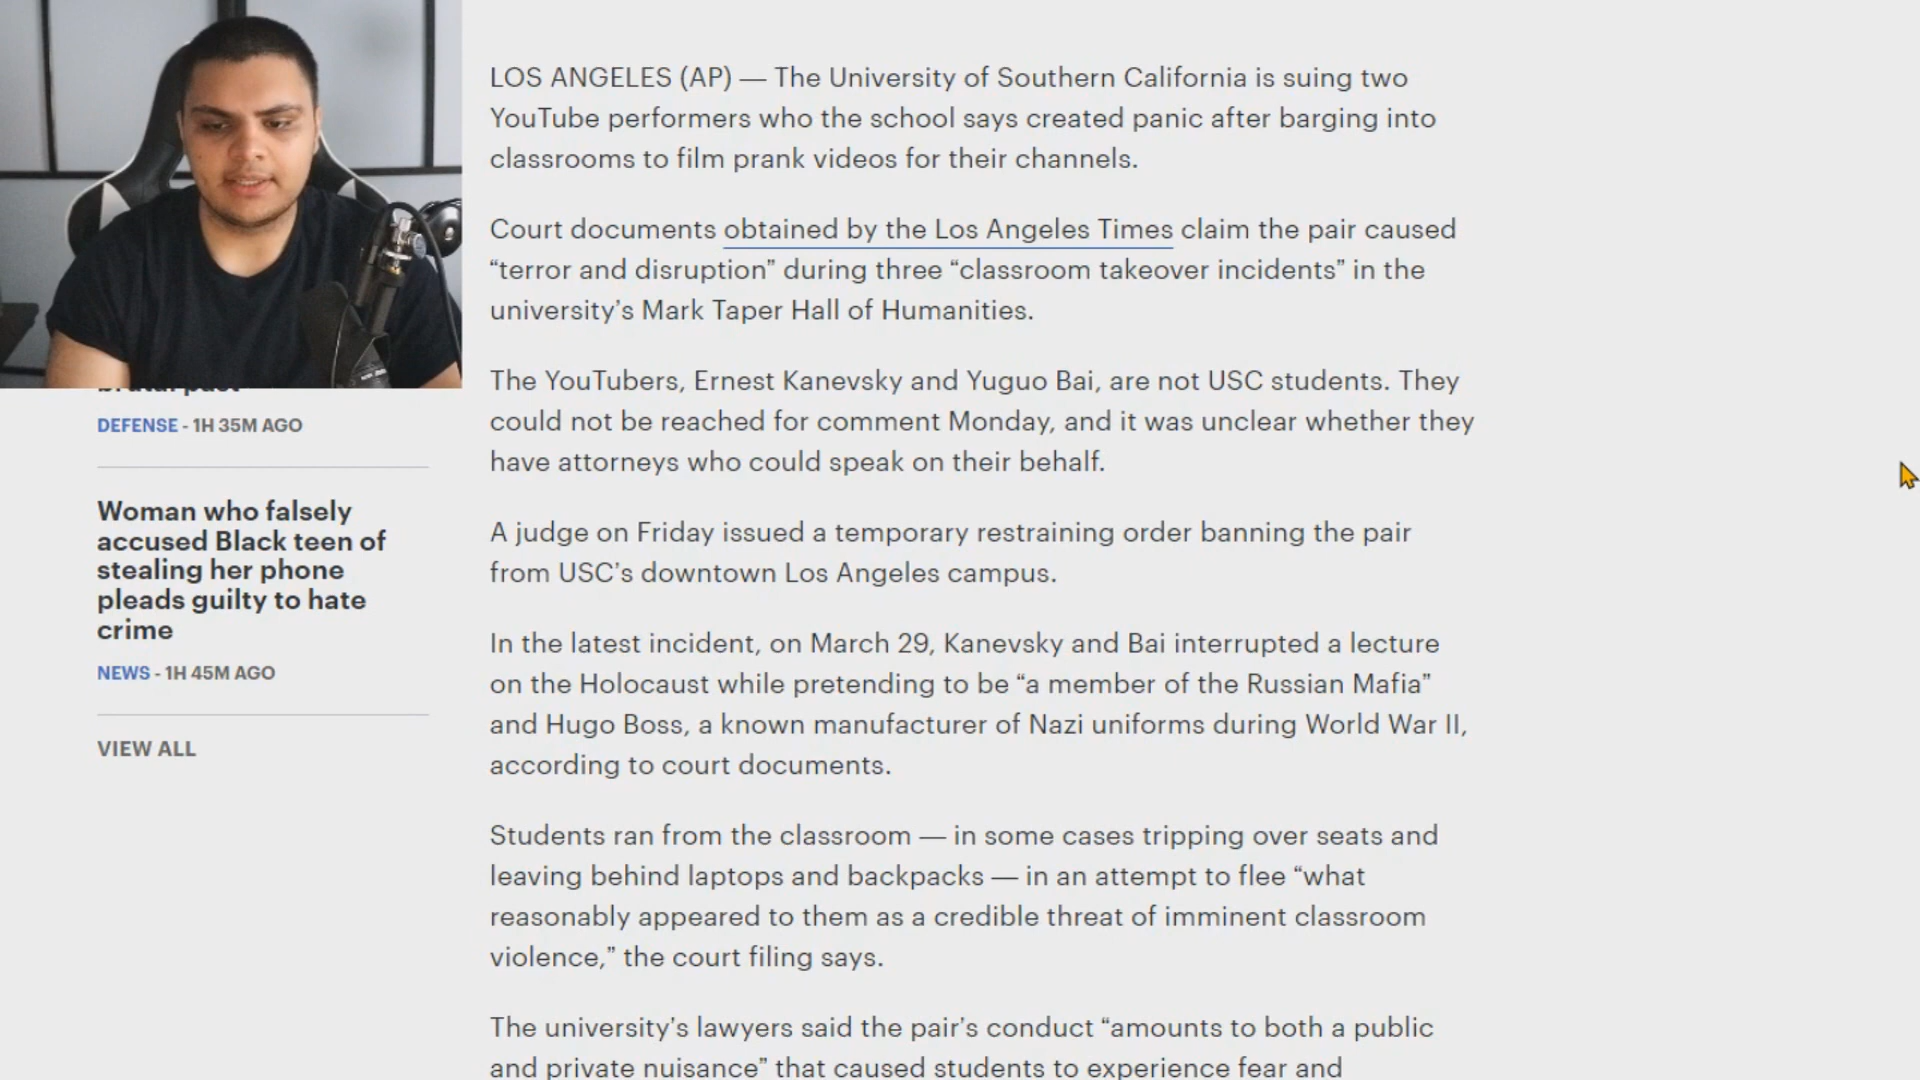 LOS ANGELES (AP) — The University of Southern California is suing two
YouTube performers who the school says created panic after barging into
classrooms to film prank videos for their channels.
Court documents obtained by the Los Angeles Times claim the pair caused
“terror and disruption” during three “classroom takeover incidents” in the
university’s Mark Taper Hall of Humanities.
The YouTubers, Ernest Kanevsky and Yuguo Bai, are not USC students. They
could not be reached for comment Monday, and it was unclear whether they
have attorneys who could speak on their behalf.
A judge on Friday issued a temporary restraining order banning the pair
from USC’s downtown Los Angeles campus.
In the latest incident, on March 29, Kanevsky and Bai interrupted a lecture
on the Holocaust while pretending to be “a member of the Russian Mafia”
and Hugo Boss, a known manufacturer of Nazi uniforms during World War II,
according to court documents.
Students ran from the classroom — in some cases tripping over seats and
leaving behind laptops and backpacks — in an attempt to flee “what
reasonably appeared to them as a credible threat of imminent classroom
violence,” the court filing says.
The university’s lawyers said the pair’s conduct “amounts to both a public
and private nuisance” that caused students to experience fear and
brutal past
DEFENSE - 1H 35M AGO
Woman who falsely
accused Black teen of
stealing her phone
pleads guilty to hate
crime
NEWS - 1H 45M AGO
VIEW ALL